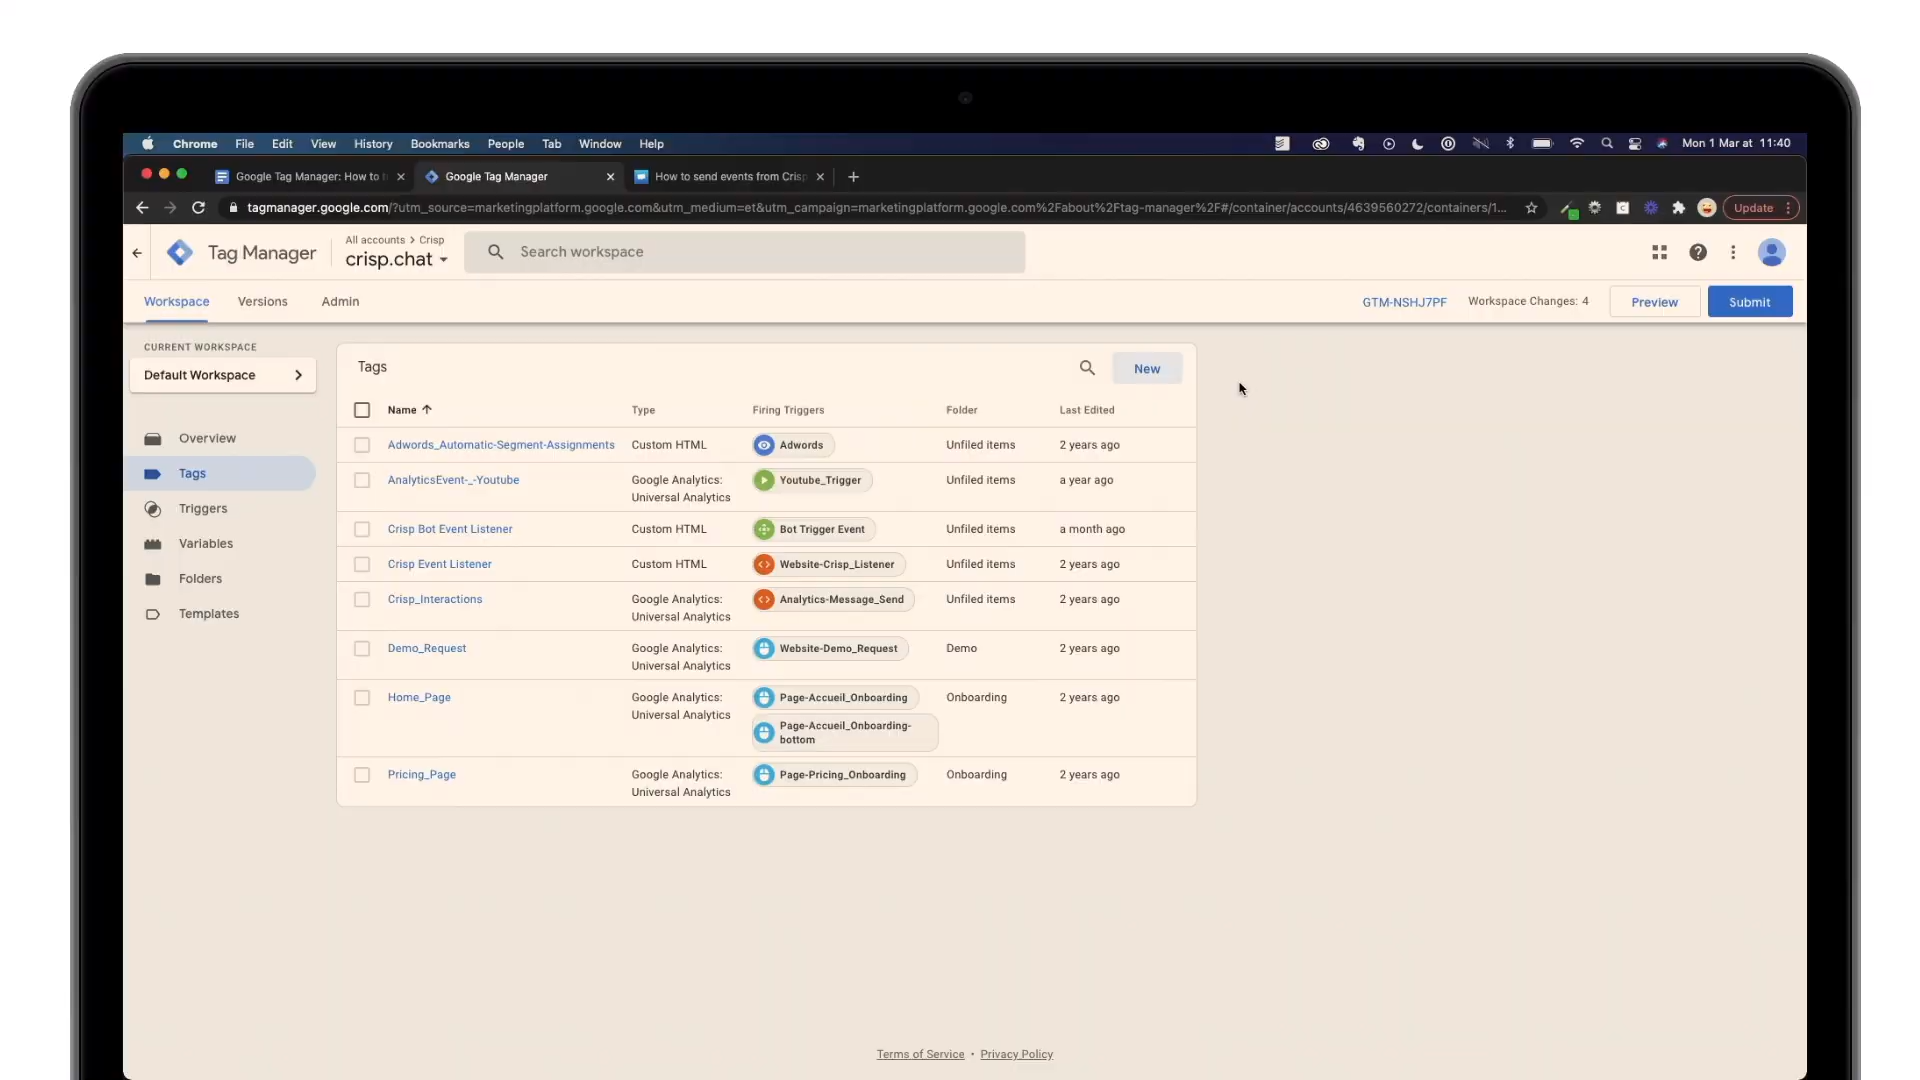 Chrome File Edit View History Bookmarks People Tab Window Help Mon 1 Mar at 11:40
Google Tag Manager: How to Google Tag Manager How to send events from Crisp
tagmanager.google.com/?utm_source=marketingplatform.google.com&utm_medium=et&utm_campaign=marketingplatform.google.com%2Fabout%2Ftag-manager%2F#/container/accounts/4639560272/containers/1... Update
Tag Manager
All accounts > Crisp
crisp.chat
Search workspace
Workspace Versions Admin GTM-NSHJ7PF Workspace Changes: 4 Preview Submit
CURRENT WORKSPACE
Default Workspace
Overview
Tags
Triggers
Variables
Folders
Templates
Tags New
Name Type Firing Triggers Folder Last Edited
Adwords_Automatic-Segment-Assignments Custom HTML Adwords Unfiled items 2 years ago
AnalyticsEvent-_-Youtube Google Analytics: Universal Analytics Youtube_Trigger Unfiled items a year ago
Crisp Bot Event Listener Custom HTML Bot Trigger Event Unfiled items a month ago
Crisp Event Listener Custom HTML Website-Crisp_Listener Unfiled items 2 years ago
Crisp_Interactions Google Analytics: Universal Analytics Analytics-Message_Send Unfiled items 2 years ago
Demo_Request Google Analytics: Universal Analytics Website-Demo_Request Demo 2 years ago
Home_Page Google Analytics: Universal Analytics Page-Accueil_Onboarding Page-Accueil_Onboarding-bottom Onboarding 2 years ago
Pricing_Page Google Analytics: Universal Analytics Page-Pricing_Onboarding Onboarding 2 years ago
Terms of Service • Privacy Policy